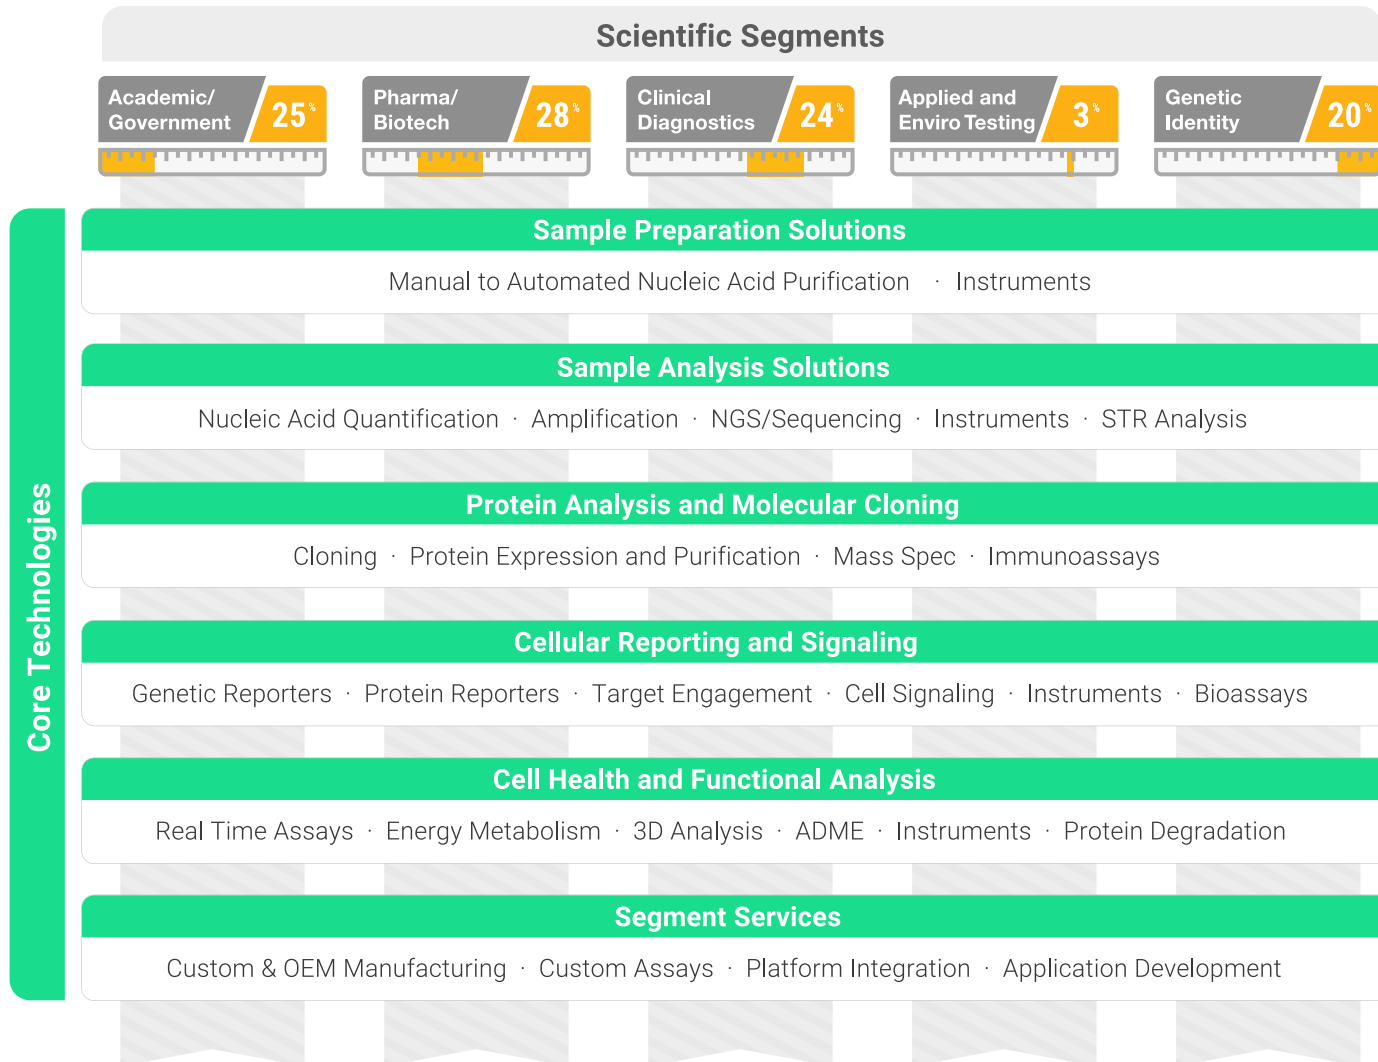 Scientific Segments
Academic/
Government
25%
Pharma/
Biotech
28%
Clinical
Diagnostics
24%
Applied and
Enviro Testing
3%
Genetic
Identity
20%
Core Technologies
Sample Preparation Solutions
Manual to Automated Nucleic Acid Purification · Instruments
Sample Analysis Solutions
Nucleic Acid Quantification · Amplification · NGS/Sequencing · Instruments · STR Analysis
Protein Analysis and Molecular Cloning
Cloning · Protein Expression and Purification · Mass Spec · Immunoassays
Cellular Reporting and Signaling
Genetic Reporters · Protein Reporters · Target Engagement · Cell Signaling · Instruments · Bioassays
Cell Health and Functional Analysis
Real Time Assays · Energy Metabolism · 3D Analysis · ADME · Instruments · Protein Degradation
Segment Services
Custom & OEM Manufacturing · Custom Assays · Platform Integration · Application Development